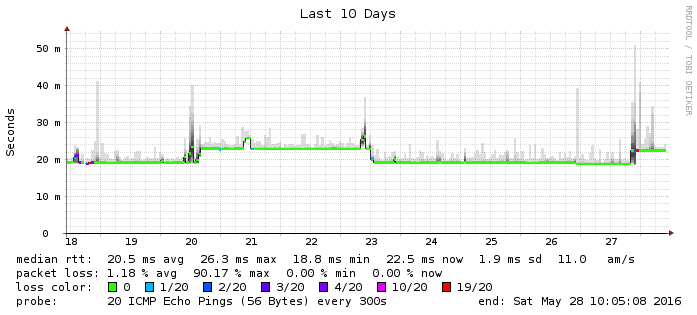 Last 10 Days
RRDTOOL / TOBI OETIKER
Seconds
50 m
40 m
30 m
20 m
10 m
0
18 19 20 21 22 23 24 25 26 27
median rtt: 20.5 ms avg 26.3 ms max 18.8 ms min 22.5 ms now 1.9 ms sd 11.0 am/s
packet loss: 1.18 % avg 90.17 % max 0.00 % min 0.00 % now
loss color: 0 1/20 2/20 3/20 4/20 10/20 19/20
probe: 20 ICMP Echo Pings (56 Bytes) every 300s end: Sat May 28 10:05:08 2016